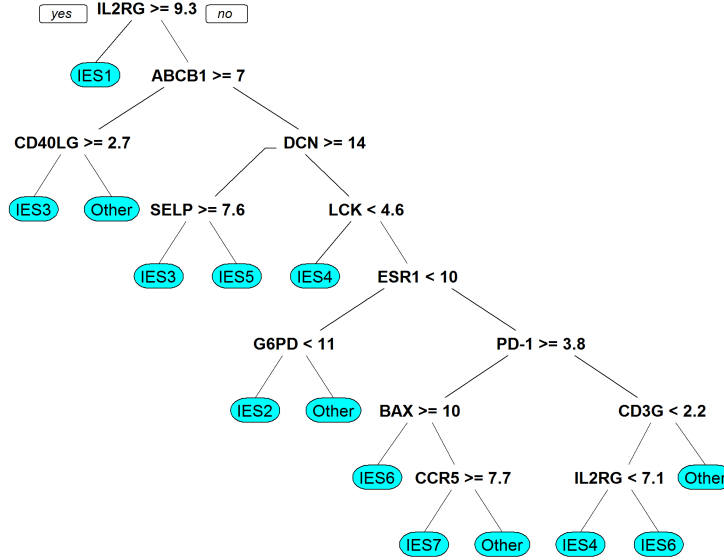 yes IL2RG >= 9.3 no
IES1 ABCB1 >= 7
CD40LG >= 2.7 DCN >= 14
IES3 Other SELP >= 7.6 LCK < 4.6
IES3 IES5 IES4 ESR1 < 10
G6PD < 11 PD-1 >= 3.8
IES2 Other BAX >= 10 CD3G < 2.2
IES6 CCR5 >= 7.7 IL2RG < 7.1 Other
IES7 Other IES4 IES6